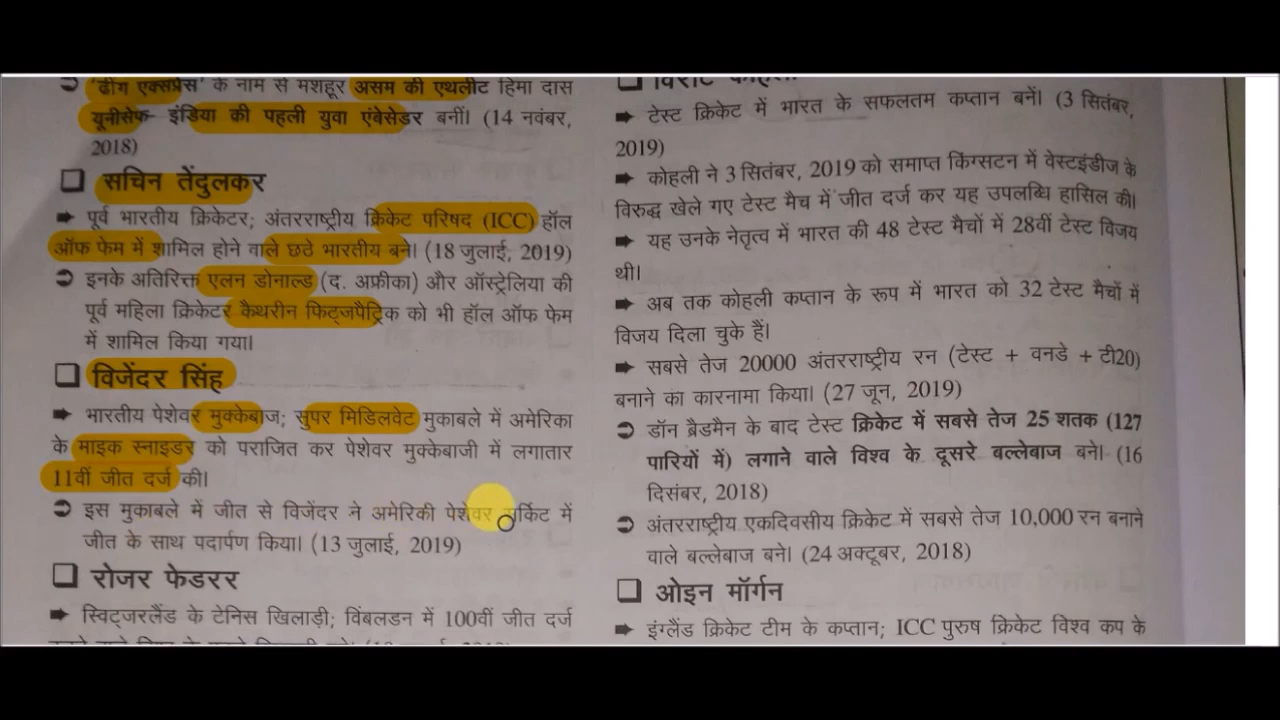 'ढींग एक्सप्रेस' के नाम से मशहूर असम की एथलीट हिमा दास
यूनीसेफ इंडिया की पहली युवा एंबेसेडर बनीं। (14 नवंबर,
2018)
❑ सचिन तेंदुलकर
➡ पूर्व भारतीय क्रिकेटर; अंतरराष्ट्रीय क्रिकेट परिषद (ICC) हॉल
ऑफ फेम में शामिल होने वाले छठे भारतीय बने। (18 जुलाई, 2019)
➲ इनके अतिरिक्त एलन डोनाल्ड (द. अफ्रीका) और ऑस्ट्रेलिया की
पूर्व महिला क्रिकेटर कैथरीन फिट्जपैट्रिक को भी हॉल ऑफ फेम
में शामिल किया गया।
❑ विजेंदर सिंह
➡ भारतीय पेशेवर मुक्केबाज; सुपर मिडिलवेट मुकाबले में अमेरिका
के माइक स्नाइडर को पराजित कर पेशेवर मुक्केबाजी में लगातार
11वीं जीत दर्ज की।
➲ इस मुकाबले में जीत से विजेंदर ने अमेरिकी पेशेवर सर्किट में
जीत के साथ पदार्पण किया। (13 जुलाई, 2019)
❑ रोजर फेडरर
➡ स्विट्जरलैंड के टेनिस खिलाड़ी; विंबलडन में 100वीं जीत दर्ज
❑ विराट कोहली
➡ टेस्ट क्रिकेट में भारत के सफलतम कप्तान बनें। (3 सितंबर,
2019)
➡ कोहली ने 3 सितंबर, 2019 को समाप्त किंग्सटन में वेस्टइंडीज के
विरुद्ध खेले गए टेस्ट मैच में जीत दर्ज कर यह उपलब्धि हासिल की।
➡ यह उनके नेतृत्व में भारत की 48 टेस्ट मैचों में 28वीं टेस्ट विजय
थी।
➡ अब तक कोहली कप्तान के रूप में भारत को 32 टेस्ट मैचों में
विजय दिला चुके हैं।
➡ सबसे तेज 20000 अंतरराष्ट्रीय रन (टेस्ट + वनडे + टी20)
बनाने का कारनामा किया। (27 जून, 2019)
➲ डॉन ब्रैडमैन के बाद टेस्ट क्रिकेट में सबसे तेज 25 शतक (127
पारियों में) लगाने वाले विश्व के दूसरे बल्लेबाज बने। (16
दिसंबर, 2018)
➲ अंतरराष्ट्रीय एकदिवसीय क्रिकेट में सबसे तेज 10,000 रन बनाने
वाले बल्लेबाज बने। (24 अक्टूबर, 2018)
❑ ओइन मॉर्गन
➡ इंग्लैंड क्रिकेट टीम के कप्तान; ICC पुरुष क्रिकेट विश्व कप के